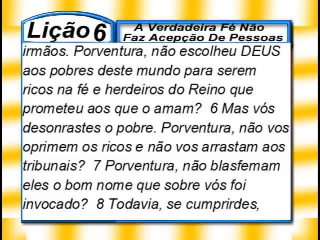 Lição 6
A Verdadeira Fé Não
Faz Acepção De Pessoas
irmãos. Porventura, não escolheu DEUS
aos pobres deste mundo para serem
ricos na fé e herdeiros do Reino que
prometeu aos que o amam?  6 Mas vós
desonrastes o pobre. Porventura, não vos
oprimem os ricos e não vos arrastam aos
tribunais?  7 Porventura, não blasfemam
eles o bom nome que sobre vós foi
invocado?  8 Todavia, se cumprirdes,